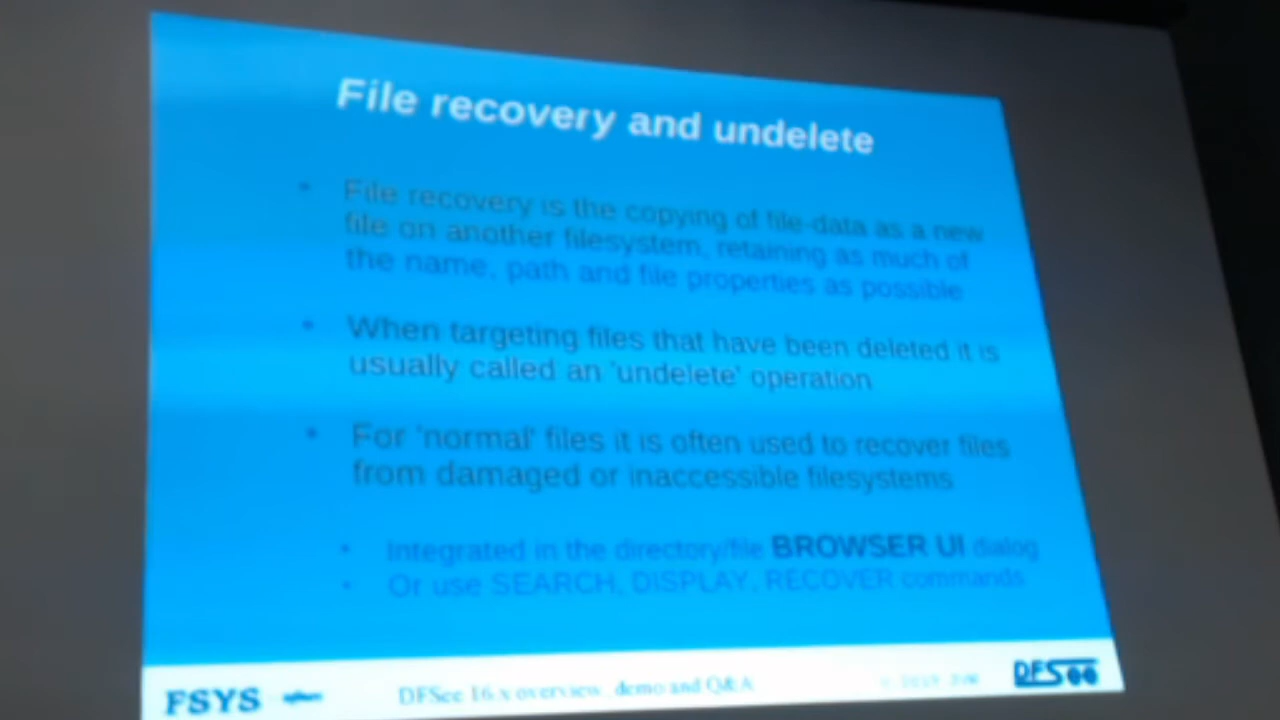 File recovery and undelete
• File recovery is the copying of file-data as a new
file on another filesystem, retaining as much of
the name, path and file properties as possible
• When targeting files that have been deleted it is
usually called an 'undelete' operation
• For 'normal' files it is often used to recover files
from damaged or inaccessible filesystems
• Integrated in the directory/file BROWSER UI dialog
• Or use SEARCH, DISPLAY, RECOVER commands
FSYS DFSee 16.x overview, demo and Q&A DFSee